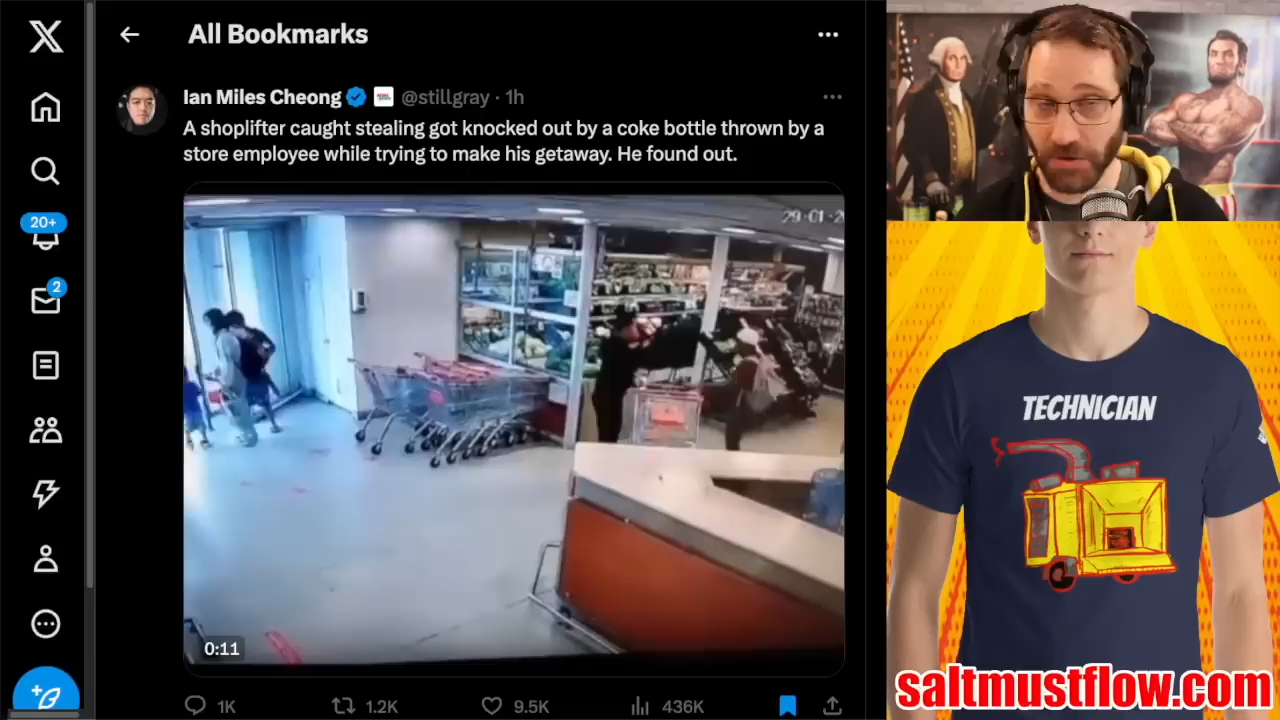 All Bookmarks
Ian Miles Cheong @stillgray · 1h
A shoplifter caught stealing got knocked out by a coke bottle thrown by a
store employee while trying to make his getaway. He found out.
20+
2
29-01-2
0:11
1K
1.2K
9.5K
436K
TECHNICIAN
saltmustflow.com